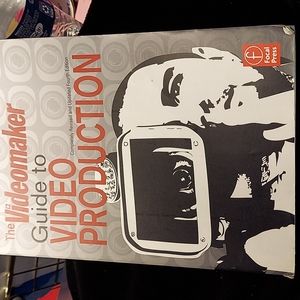 The Videomaker
Guide to
VIDEO
PRODUCTION
Completely Revised and Updated Fourth Edition
Focal
Press